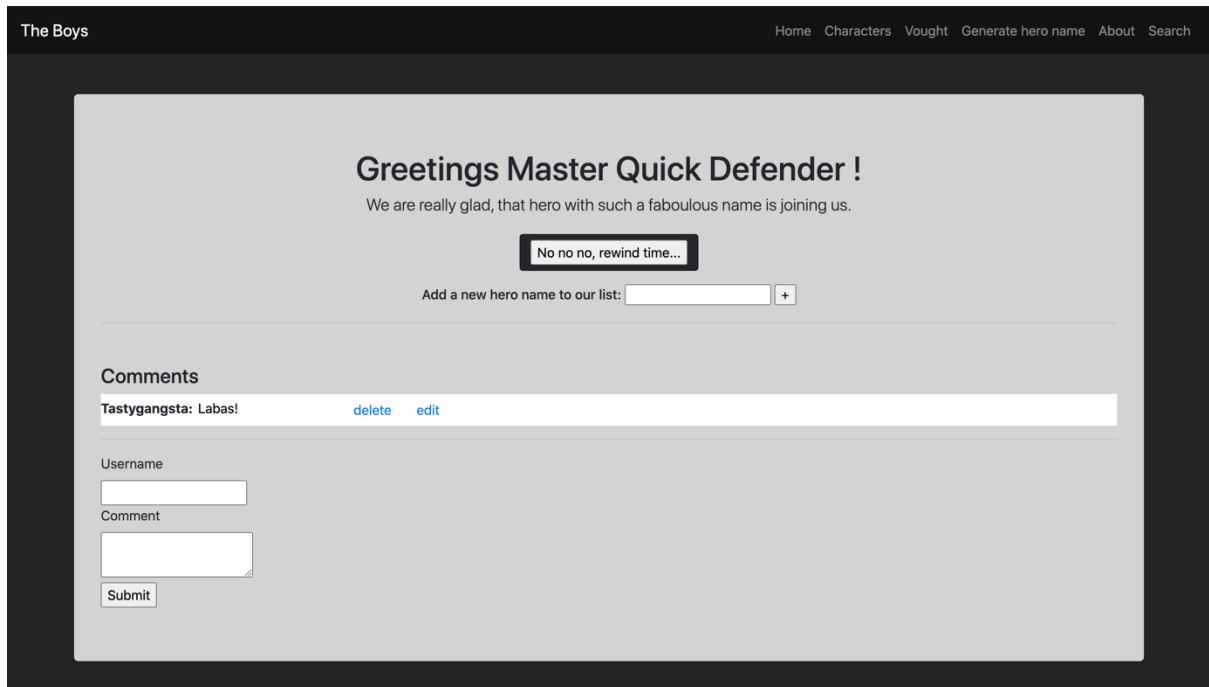 The Boys Home Characters Vought Generate hero name About Search
Greetings Master Quick Defender !
We are really glad, that hero with such a faboulous name is joining us.
No no no, rewind time...
Add a new hero name to our list: +
Comments
Tastygangsta: Labas! delete edit
Username
Comment
Submit